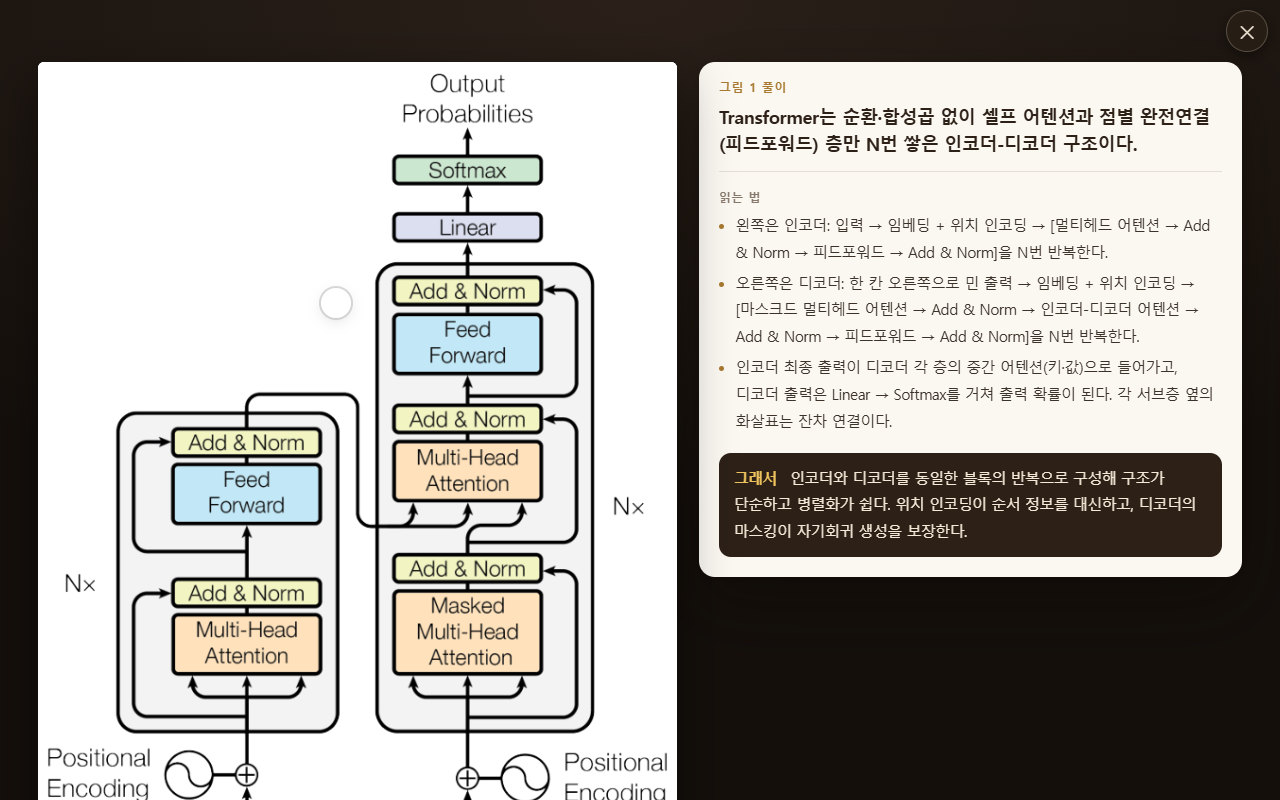 Output
Probabilities
Softmax
Linear
Add & Norm
Feed
Forward
Add & Norm
Multi-Head
Attention
Nx
Add & Norm
Masked
Multi-Head
Attention
Add & Norm
Feed
Forward
Nx
Add & Norm
Multi-Head
Attention
Positional
Encoding
Positional
Encoding
그림 1 풀이
Transformer는 순환·합성곱 없이 셀프 어텐션과 점별 완전연결
(피드포워드) 층만 N번 쌓은 인코더-디코더 구조이다.
읽는 법
• 왼쪽은 인코더: 입력 → 임베딩 + 위치 인코딩 → [멀티헤드 어텐션 → Add
& Norm → 피드포워드 → Add & Norm]을 N번 반복한다.
• 오른쪽은 디코더: 한 칸 오른쪽으로 민 출력 → 임베딩 + 위치 인코딩 →
[마스크드 멀티헤드 어텐션 → Add & Norm → 인코더-디코더 어텐션 →
Add & Norm → 피드포워드 → Add & Norm]을 N번 반복한다.
• 인코더 최종 출력이 디코더 각 층의 중간 어텐션(키·값)으로 들어가고,
디코더 출력은 Linear → Softmax를 거쳐 출력 확률이 된다. 각 서브층 옆의
화살표는 잔차 연결이다.
그래서 인코더와 디코더를 동일한 블록의 반복으로 구성해 구조가
단순하고 병렬화가 쉽다. 위치 인코딩이 순서 정보를 대신하고, 디코더의
마스킹이 자기회귀 생성을 보장한다.